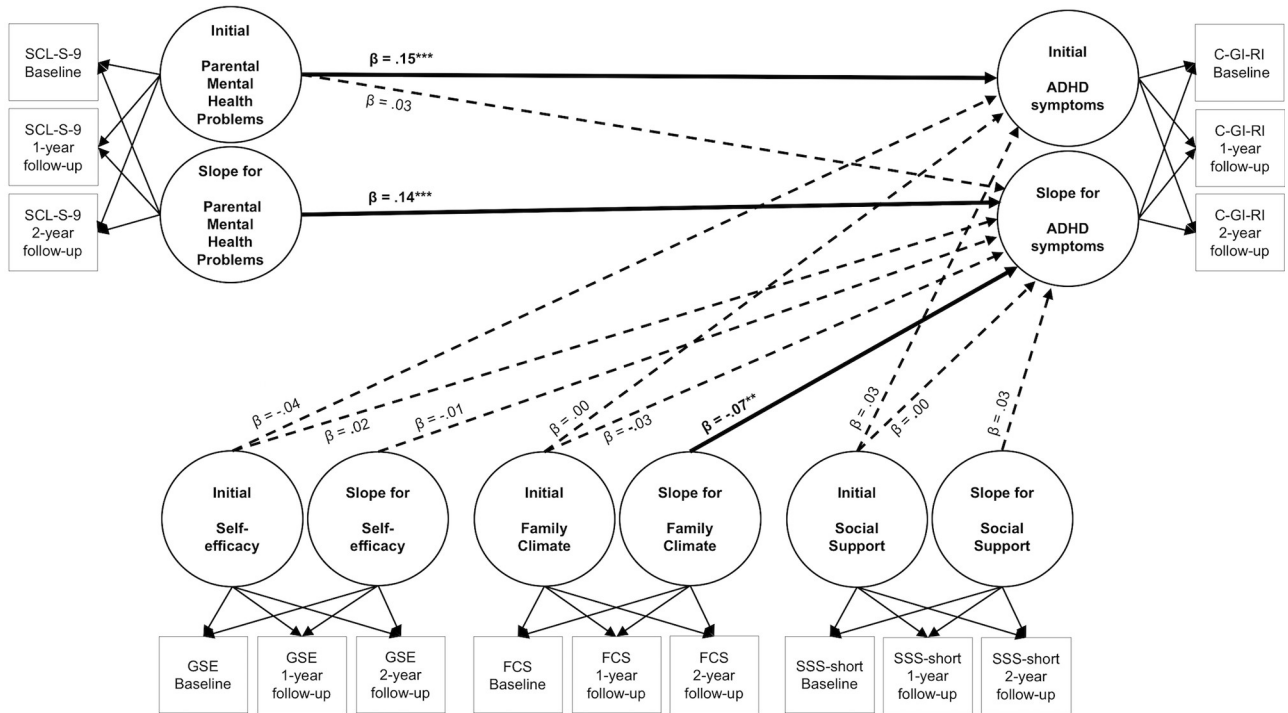 SCL-S-9
Baseline
SCL-S-9
1-year
follow-up
SCL-S-9
2-year
follow-up
Initial
Parental
Mental
Health
Problems
Slope for
Parental
Mental
Health
Problems
β = .15***
β = .03
β = .14***
Initial
ADHD
symptoms
Slope for
ADHD
symptoms
C-GI-RI
Baseline
C-GI-RI
1-year
follow-up
C-GI-RI
2-year
follow-up
β = -.04
β = .02
β = -.01
β = .00
β = -.03
β = -.07**
β = .03
β = .00
β = .03
Initial
Self-
efficacy
Slope for
Self-
efficacy
Initial
Family
Climate
Slope for
Family
Climate
Initial
Social
Support
Slope for
Social
Support
GSE
Baseline
GSE
1-year
follow-up
GSE
2-year
follow-up
FCS
Baseline
FCS
1-year
follow-up
FCS
2-year
follow-up
SSS-short
Baseline
SSS-short
1-year
follow-up
SSS-short
2-year
follow-up